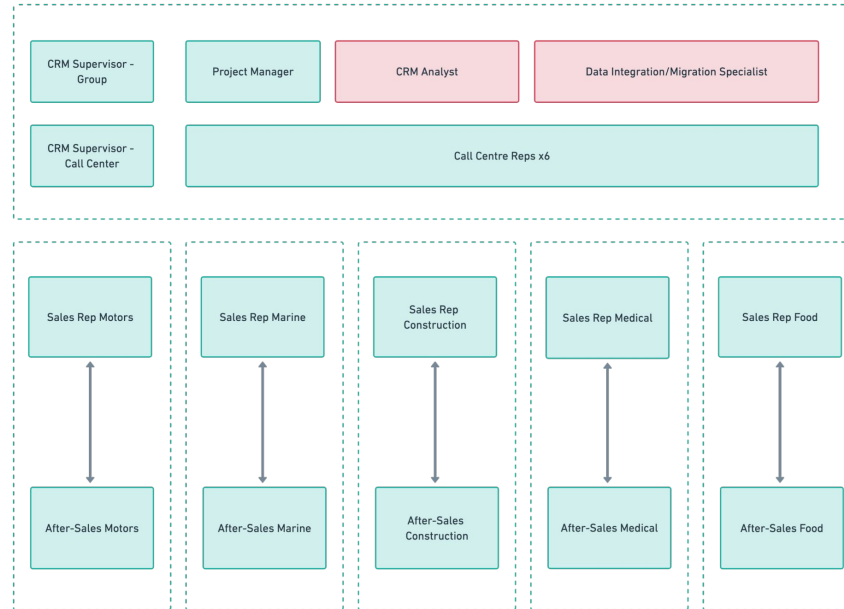 CRM Supervisor -
Group
Project Manager
CRM Analyst
Data Integration/Migration Specialist
CRM Supervisor -
Call Center
Call Centre Reps x6
Sales Rep Motors
Sales Rep Marine
Sales Rep
Construction
Sales Rep Medical
Sales Rep Food
After-Sales Motors
After-Sales Marine
After-Sales
Construction
After-Sales Medical
After-Sales Food